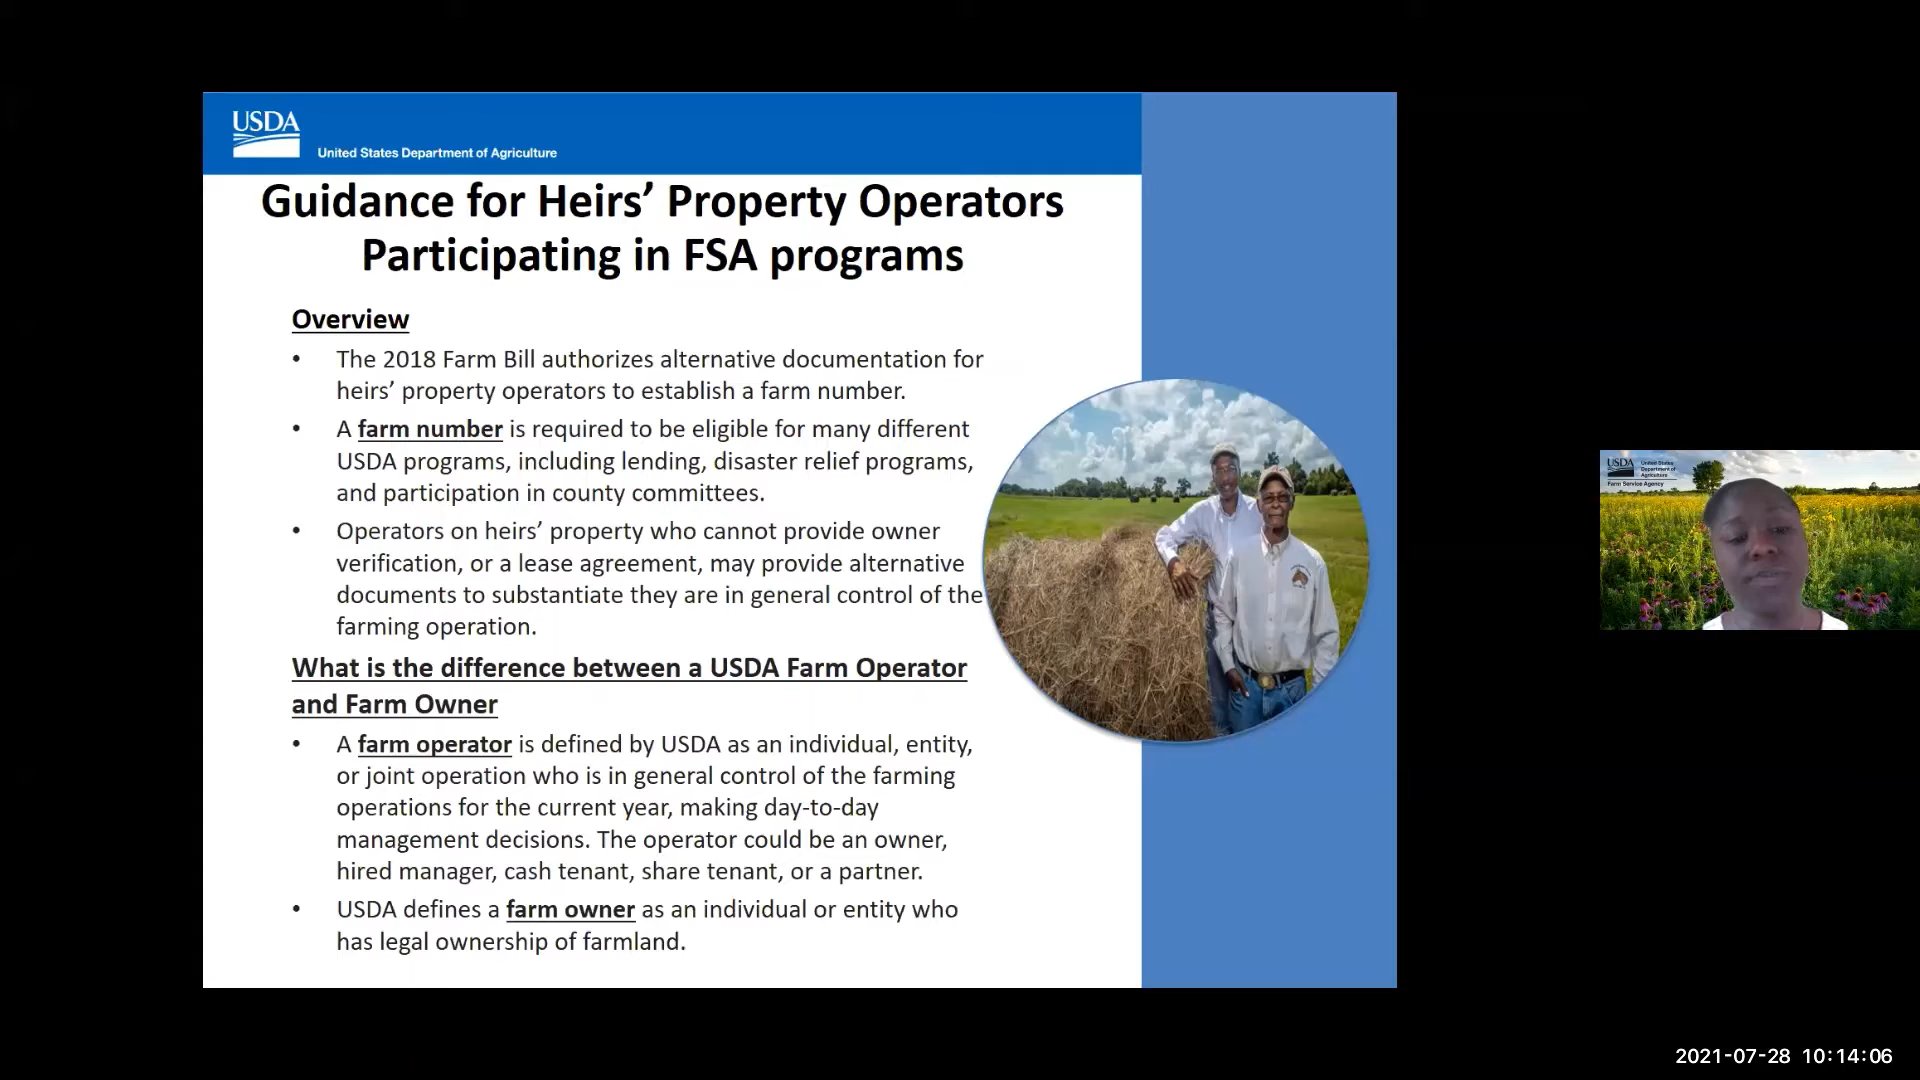 USDA
United States Department of Agriculture
Guidance for Heirs’ Property Operators
Participating in FSA programs
Overview
• The 2018 Farm Bill authorizes alternative documentation for
heirs’ property operators to establish a farm number.
• A farm number is required to be eligible for many different
USDA programs, including lending, disaster relief programs,
and participation in county committees.
• Operators on heirs’ property who cannot provide owner
verification, or a lease agreement, may provide alternative
documents to substantiate they are in general control of the
farming operation.
What is the difference between a USDA Farm Operator
and Farm Owner
• A farm operator is defined by USDA as an individual, entity,
or joint operation who is in general control of the farming
operations for the current year, making day-to-day
management decisions. The operator could be an owner,
hired manager, cash tenant, share tenant, or a partner.
• USDA defines a farm owner as an individual or entity who
has legal ownership of farmland.
USDA
United States
Department of
Agriculture
Farm Service Agency
2021-07-28 10:14:06